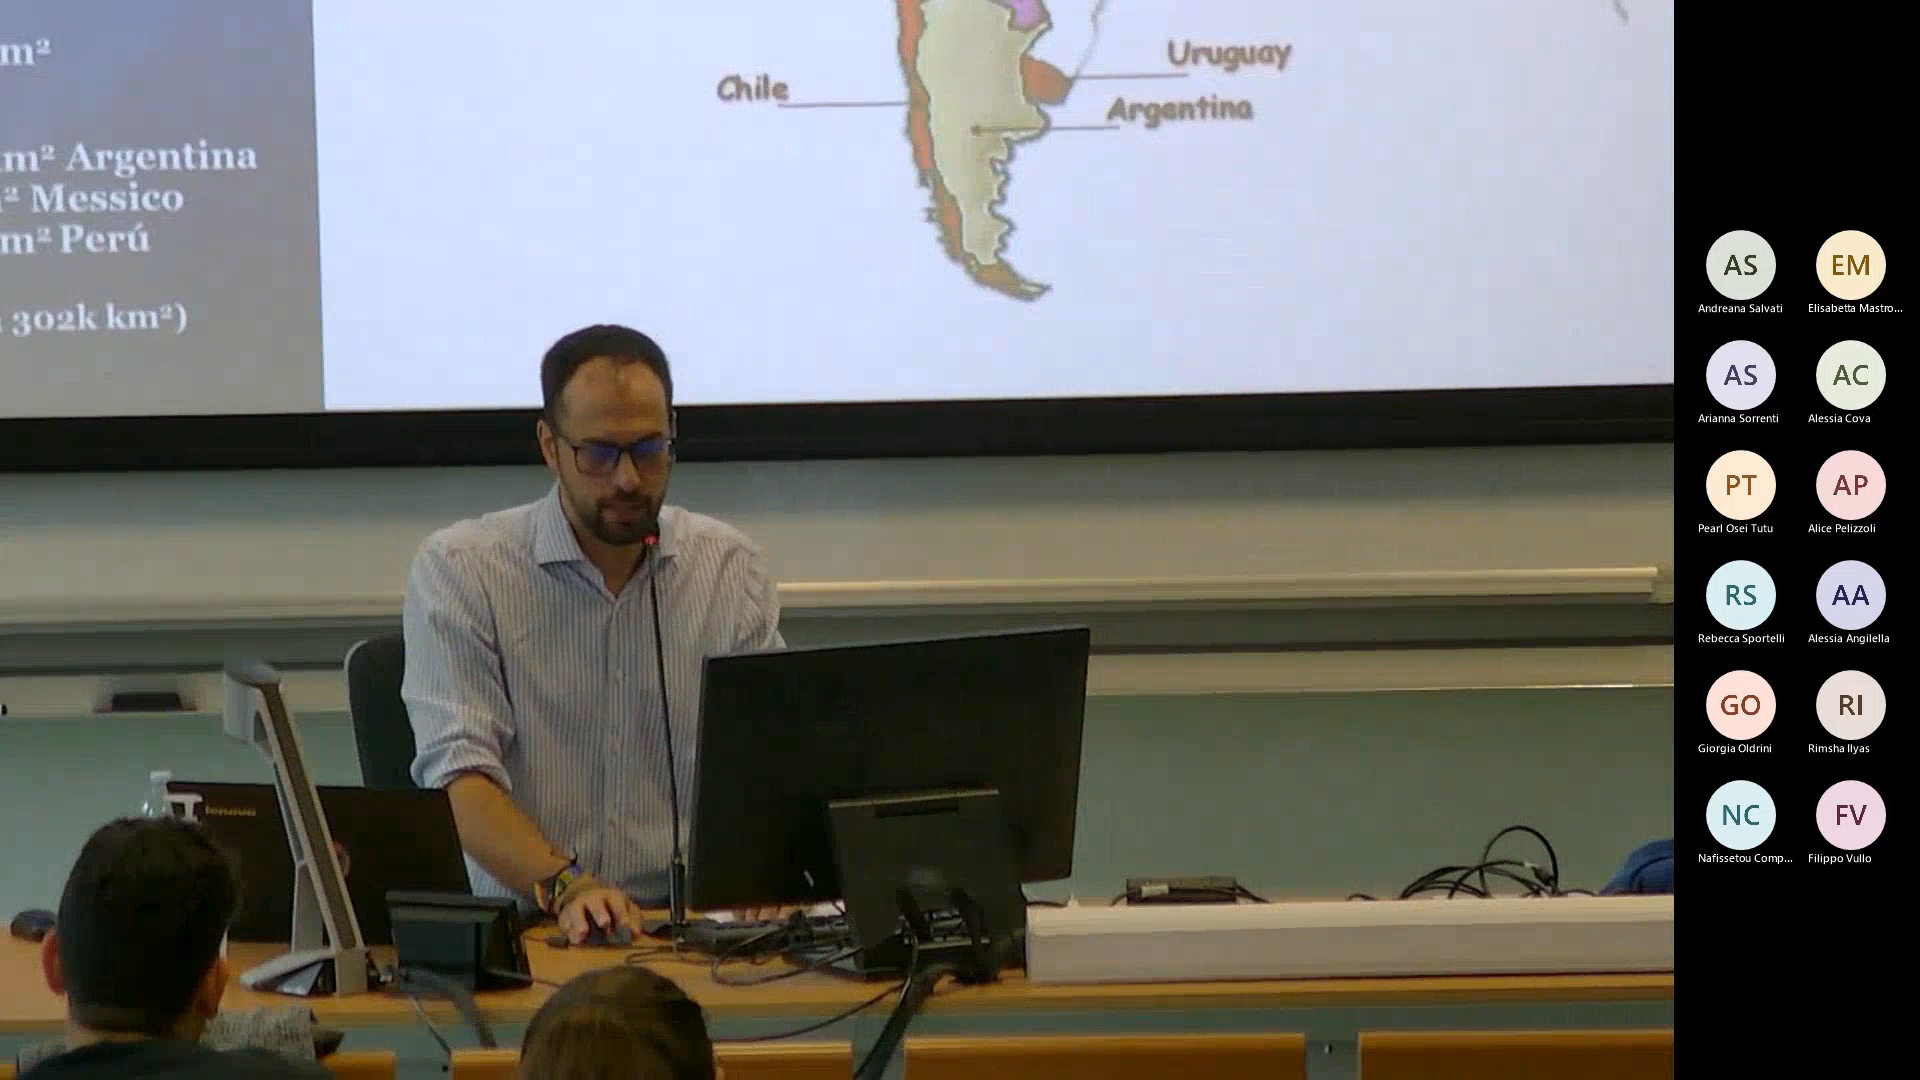 m²
m² Argentina
² Messico
m² Perú
302k km²)
Chile
Uruguay
Argentina
lenovo
AS
Andreana Salvati
EM
Elisabetta Mastro...
AS
Arianna Sorrenti
AC
Alessia Cova
PT
Pearl Osei Tutu
AP
Alice Pelizzoli
RS
Rebecca Sportelli
AA
Alessia Angilella
GO
Giorgia Oldrini
RI
Rimsha Ilyas
NC
Nafissetou Comp...
FV
Filippo Vullo